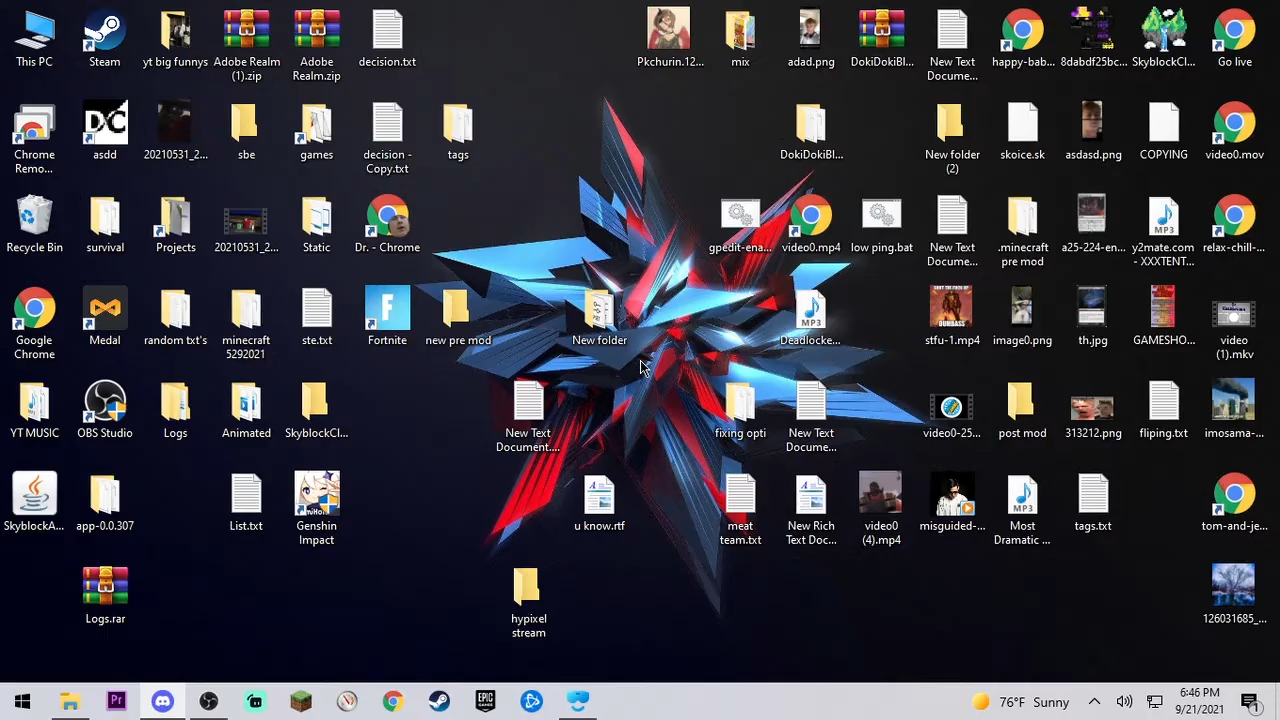 This PC
Steam
yt big funnys
Adobe Realm
(1).zip
Adobe
Realm.zip
decision.txt
Pkchurin.12...
mix
adad.png
DokiDokiBl...
New Text
Docume...
happy-bab...
8dabdf25bc...
SkyblockCl...
Go live
Chrome
Remo...
asdd
20210531_2...
sbe
games
decision -
Copy.txt
tags
DokiDokiBl...
New folder
(2)
skoice.sk
asdasd.png
COPYING
video0.mov
Recycle Bin
survival
Projects
20210531_2...
Static
Dr. - Chrome
gpedit-ena...
video0.mp4
low ping.bat
New Text
Docume...
.minecraft
pre mod
a25-224-en...
MP3
y2mate.com
- XXXTENT...
relax-chill-...
Google
Chrome
Madal
random txt's
minecraft
5292021
ste.txt
F
Fortnite
new pre mod
New folder
MP3
Deadlocke...
DUMBASS
stfu-1.mp4
image0.png
th.jpg
GAMESHO...
video
(1).mkv
YT MUSIC
OBS Studio
Logs
Animated
SkyblockCl...
New Text
Document....
fixing opti
New Text
Docume...
video0-25...
post mod
313212.png
fliping.txt
imosama-...
SkyblockA...
app-0.0.307
List.txt
Genshin
Impact
u know.rtf
meat
team.txt
New Rich
Text Doc...
video0
(4).mp4
misguided-...
MP3
Most
Dramatic ...
tags.txt
tom-and-je...
Logs.rar
hypixel
stream
126031685_...
Pr
EPIC
GAMES
76°F Sunny
6:46 PM
9/21/2021
1